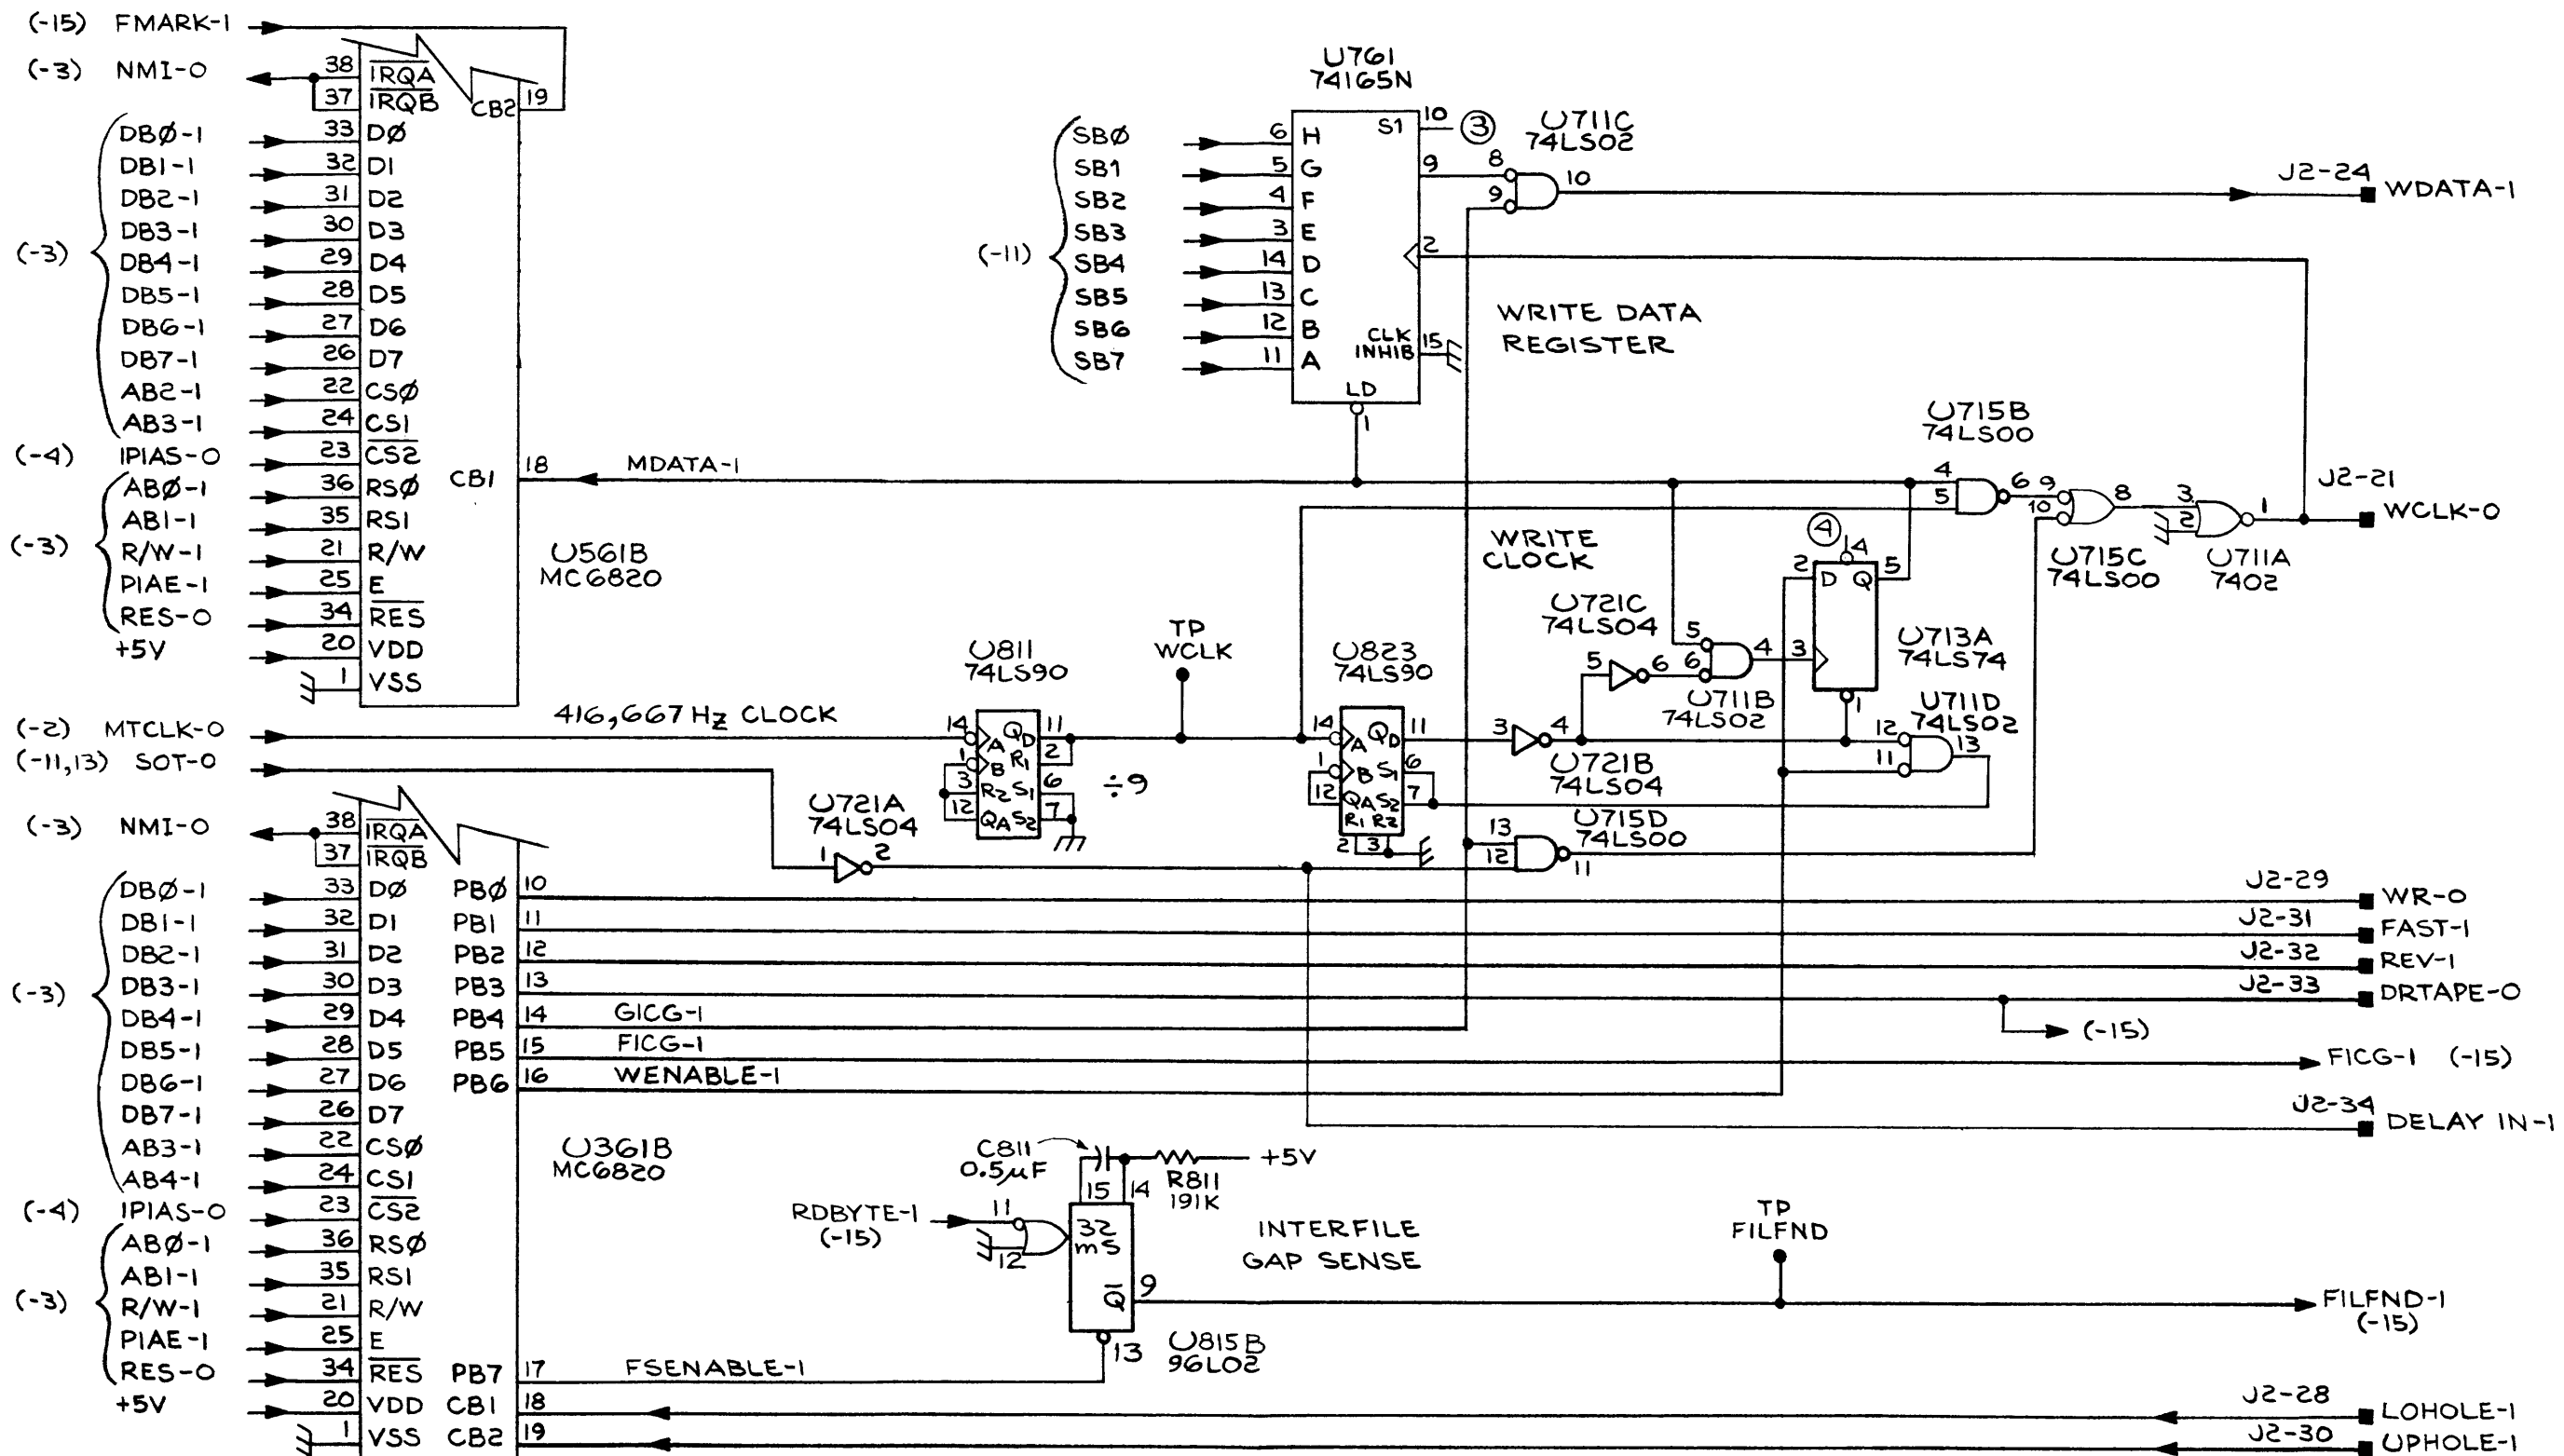 (-15) FMARK-1
(-3) NMI-0
38 IRQA
37 IRQB
CB2 19
(-3)
DBØ-1 33 DØ
DB1-1 32 D1
DB2-1 31 D2
DB3-1 30 D3
DB4-1 29 D4
DB5-1 28 D5
DB6-1 27 D6
DB7-1 26 D7
AB2-1 22 CSØ
AB3-1 24 CS1
(-4) IPIAS-0 23 CS2
CB1 18 MDATA-1
(-3)
ABØ-1 36 RSØ
AB1-1 35 RS1
R/W-1 21 R/W
PIAE-1 25 E
RES-0 34 RES
+5V 20 VDD
1 VSS
U561B
MC6820
U761
74165N
(-11)
SBØ 6 H
SB1 5 G
SB2 4 F
SB3 3 E
SB4 14 D
SB5 13 C
SB6 12 B
SB7 11 A
S1 10 3
9
2
CLK
INHIB 15
LD
1
U711C
74LS02
8
9
10
J2-24
WDATA-1
WRITE DATA
REGISTER
U715B
74LS00
4
5
6
9
10
8
U715C
74LS00
3
2
1
U711A
7402
J2-21
WCLK-0
WRITE
CLOCK
4
4
2 D Q 5
3
1
U713A
74LS74
U721C
74LS04
5 6
5
6
4
U711B
74LS02
U711D
74LS02
12
11
13
(-2) MTCLK-0
416,667 Hz CLOCK
(-11,13) SOT-0
U811
74LS90
14 A QD 11
1 B R1 2
3 R2 S1 6
12 QA S2 7
÷9
TP
WCLK
U823
74LS90
14 A QD 11
1 B S1 6
12 QA S2 7
R1 R2
2 3
3 4
U721B
74LS04
U721A
74LS04
1 2
U715D
74LS00
13
12
11
(-3) NMI-0
38 IRQA
37 IRQB
(-3)
DBØ-1 33 DØ PBØ 10
DB1-1 32 D1 PB1 11
DB2-1 31 D2 PB2 12
DB3-1 30 D3 PB3 13
DB4-1 29 D4 PB4 14 GICG-1
DB5-1 28 D5 PB5 15 FICG-1
DB6-1 27 D6 PB6 16 WENABLE-1
DB7-1 26 D7
AB3-1 22 CSØ
AB4-1 24 CS1
(-4) IPIAS-0 23 CS2
(-3)
ABØ-1 36 RSØ
AB1-1 35 RS1
R/W-1 21 R/W
PIAE-1 25 E
RES-0 34 RES PB7 17 FSENABLE-1
+5V 20 VDD CB1 18
1 VSS CB2 19
U361B
MC6820
J2-29 WR-0
J2-31 FAST-1
J2-32 REV-1
J2-33 DRTAPE-0
(-15)
FICG-1 (-15)
J2-34 DELAY IN-1
C811
0.5µF
R811
191K
+5V
15 14
RDBYTE-1
(-15)
11
12
32
mS
Q 9
13
U815B
96L02
INTERFILE
GAP SENSE
TP
FILFND
FILFND-1
(-15)
J2-28 LOHOLE-1
J2-30 UPHOLE-1